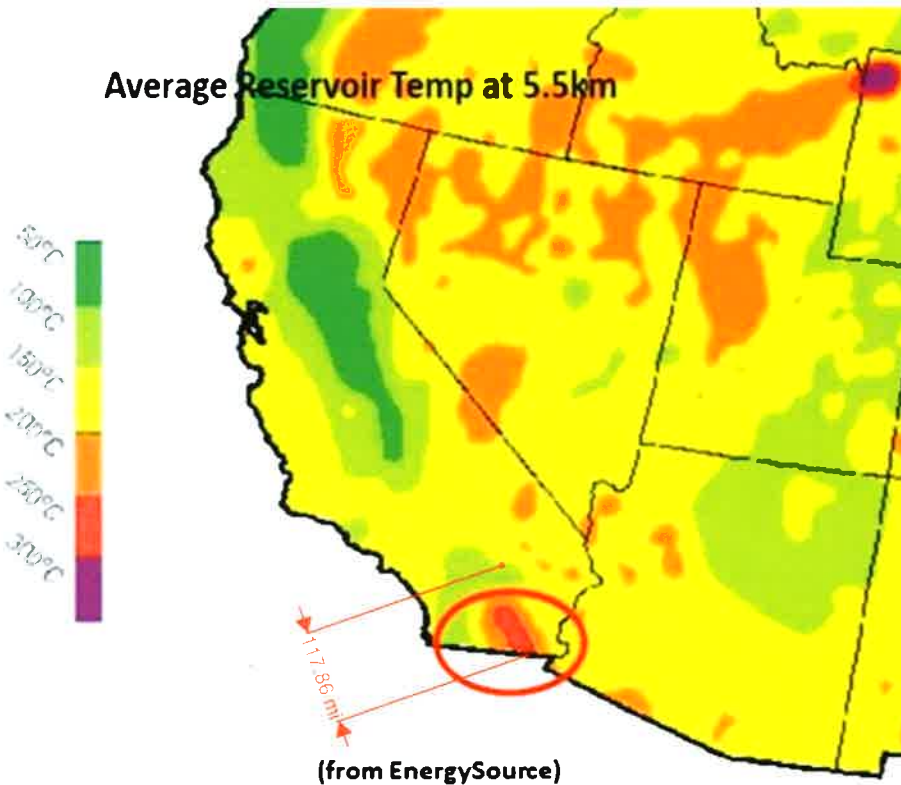 Average Reservoir Temp at 5.5km
50°C
100°C
150°C
200°C
250°C
300°C
117.86 mi
(from EnergySource)